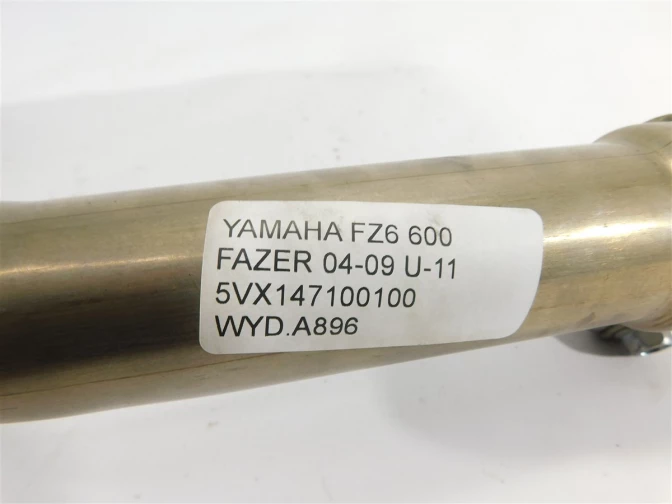 YAMAHA FZ6 600
FAZER 04-09 U-11
5VX147100100
WYD.A896